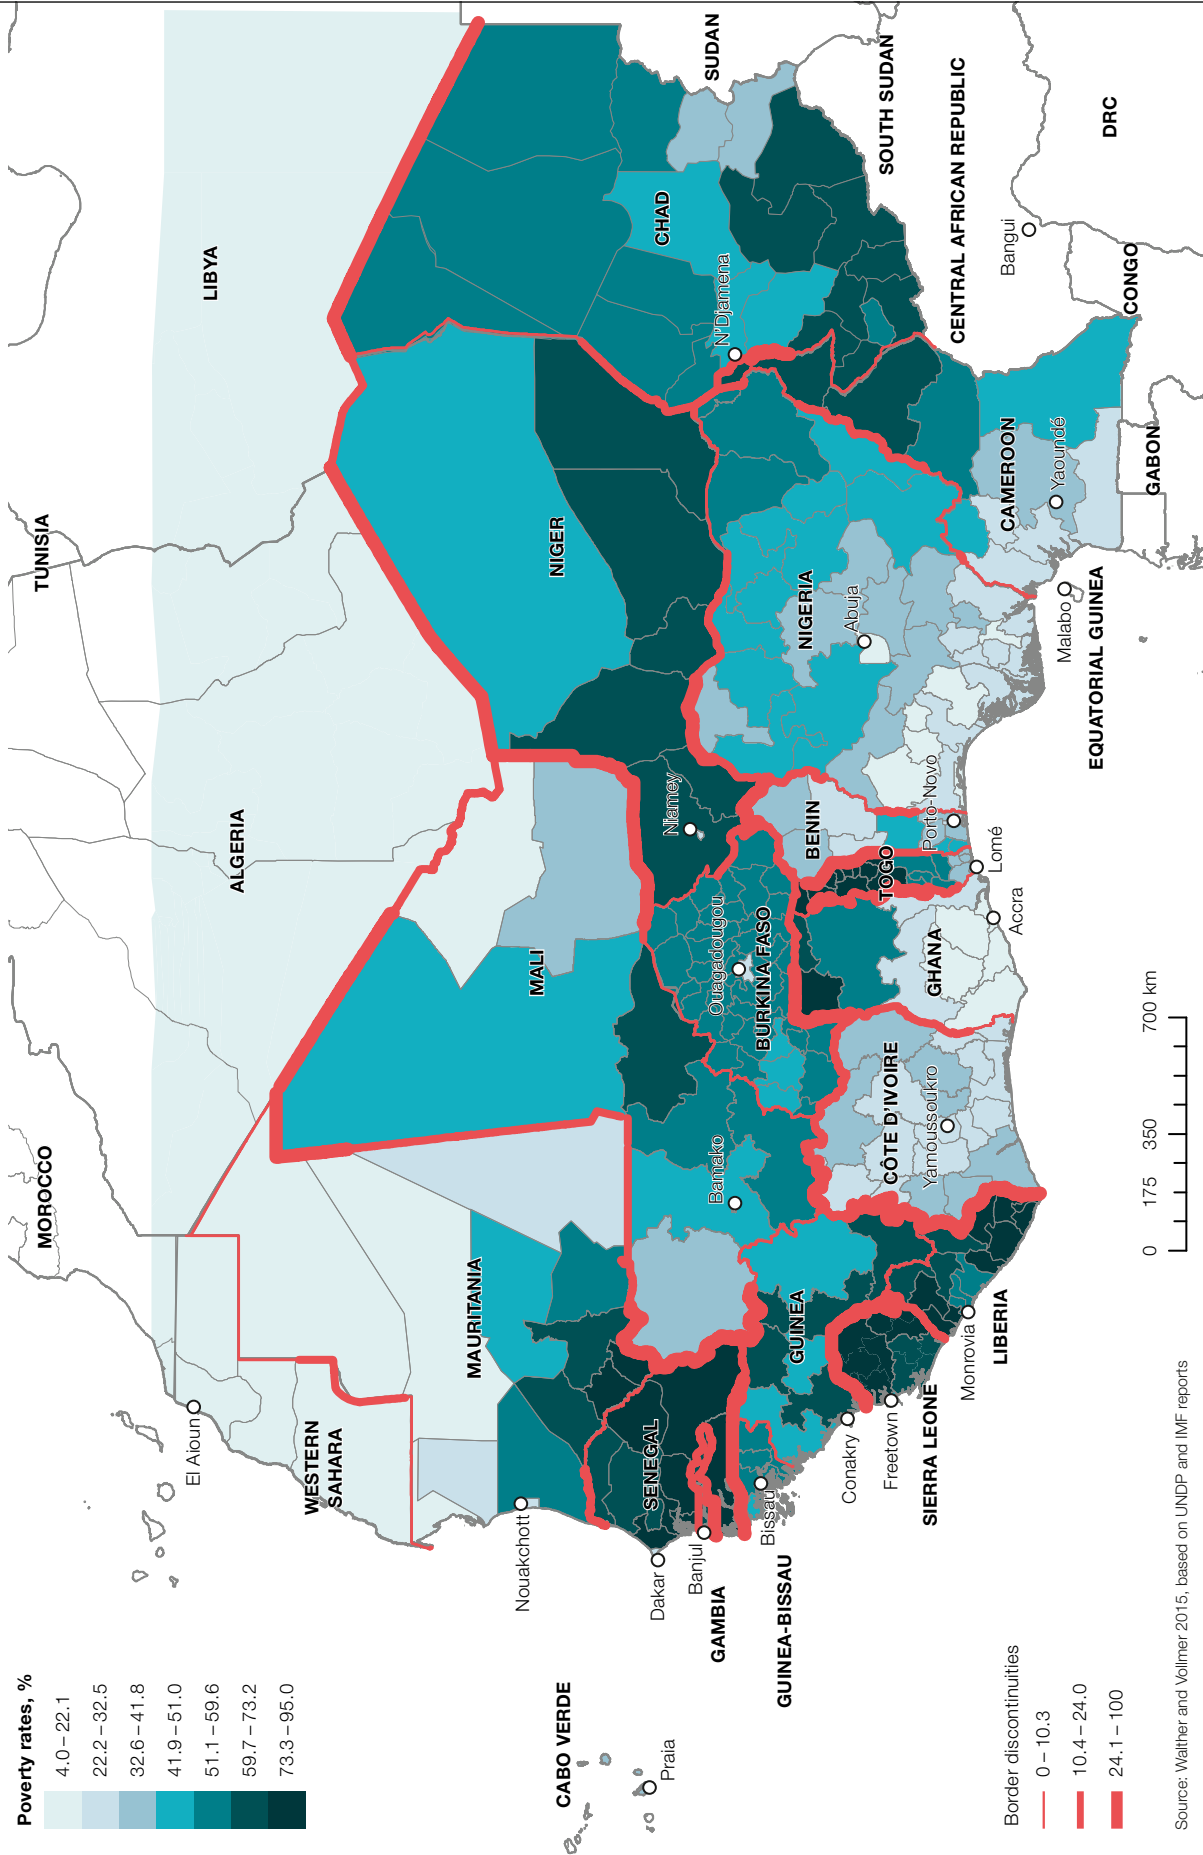 Poverty rates, %
4.0 – 22.1
22.2 – 32.5
32.6 – 41.8
41.9 – 51.0
51.1 – 59.6
59.7 – 73.2
73.3 – 95.0
MOROCCO
TUNISIA
ALGERIA
LIBYA
El Aioun
WESTERN
SAHARA
MAURITANIA
Nouakchott
MALI
NIGER
CHAD
SUDAN
CABO VERDE
Praia
SENEGAL
Dakar
Banjul
GAMBIA
Bamako
Ouagadougou
BURKINA FASO
Niamey
N'Djamena
SOUTH SUDAN
Bissau
GUINEA-BISSAU
GUINEA
Conakry
Freetown
SIERRA LEONE
Monrovia
LIBERIA
CÔTE D'IVOIRE
Yamoussoukro
GHANA
Accra
TOGO
Lomé
BENIN
Porto-Novo
NIGERIA
Abuja
CAMEROON
Yaoundé
CENTRAL AFRICAN REPUBLIC
Bangui
DRC
Malabo
EQUATORIAL GUINEA
GABON
CONGO
Border discontinuities
0 – 10.3
10.4 – 24.0
24.1 – 100
0 175 350 700 km
Source: Walther and Vollmer 2015, based on UNDP and IMF reports